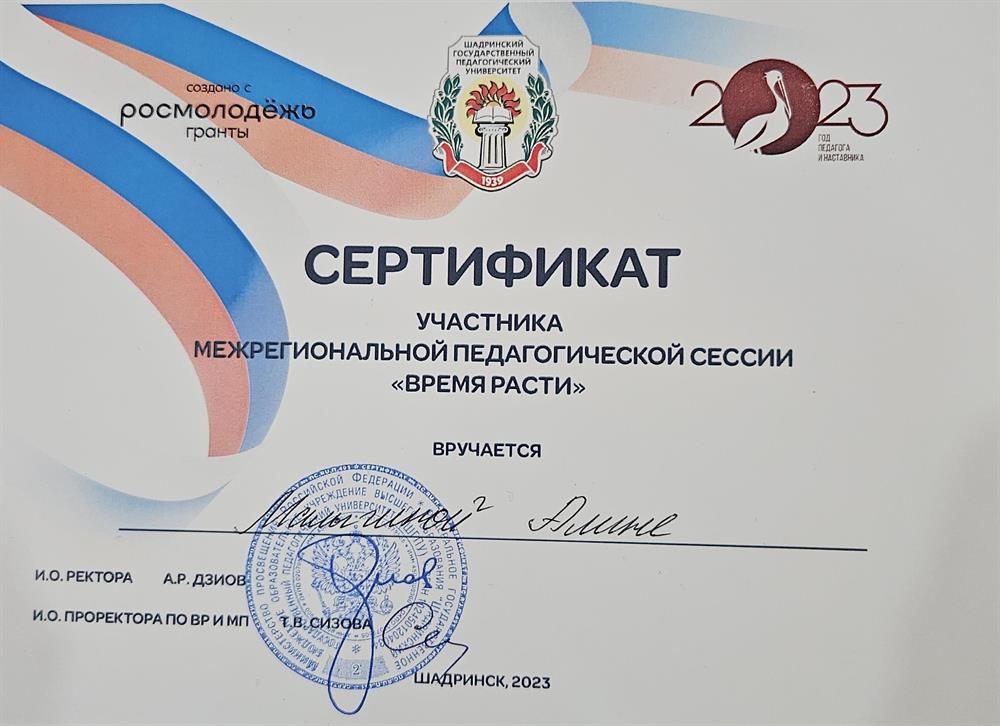 создано с
росмолодёжь
гранты
ШАДРИНСКИЙ
ГОСУДАРСТВЕННЫЙ
ПЕДАГОГИЧЕСКИЙ
УНИВЕРСИТЕТ
1939
2023
ГОД
ПЕДАГОГА
И НАСТАВНИКА
СЕРТИФИКАТ
УЧАСТНИКА
МЕЖРЕГИОНАЛЬНОЙ ПЕДАГОГИЧЕСКОЙ СЕССИИ
«ВРЕМЯ РАСТИ»
ВРУЧАЕТСЯ
Алине
И.О. РЕКТОРА А.Р. ДЗИОВ
И.О. ПРОРЕКТОРА ПО ВР И МП Т.В. СИЗОВА
ШАДРИНСК, 2023